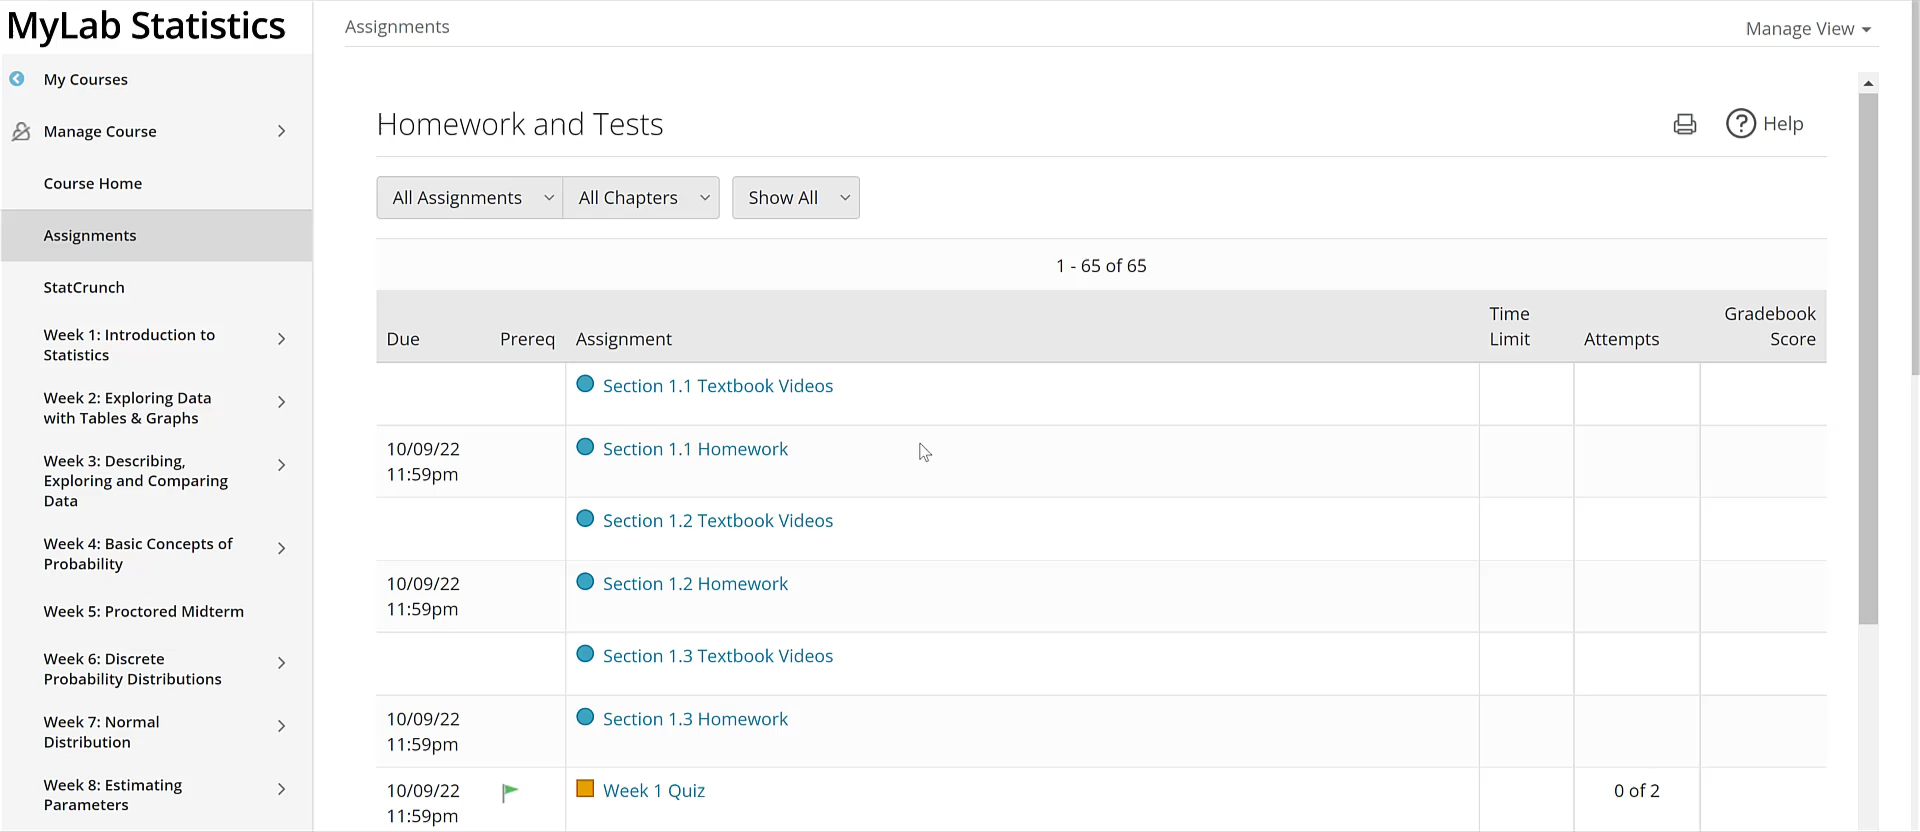 MyLab Statistics
My Courses
Manage Course
Course Home
Assignments
StatCrunch
Week 1: Introduction to
Statistics
Week 2: Exploring Data
with Tables & Graphs
Week 3: Describing,
Exploring and Comparing
Data
Week 4: Basic Concepts of
Probability
Week 5: Proctored Midterm
Week 6: Discrete
Probability Distributions
Week 7: Normal
Distribution
Week 8: Estimating
Parameters
Assignments
Manage View
Homework and Tests
? Help
All Assignments
All Chapters
Show All
1 - 65 of 65
Due
Prereq
Assignment
Time
Limit
Attempts
Gradebook
Score
Section 1.1 Textbook Videos
10/09/22
11:59pm
Section 1.1 Homework
Section 1.2 Textbook Videos
10/09/22
11:59pm
Section 1.2 Homework
Section 1.3 Textbook Videos
10/09/22
11:59pm
Section 1.3 Homework
10/09/22
11:59pm
Week 1 Quiz
0 of 2